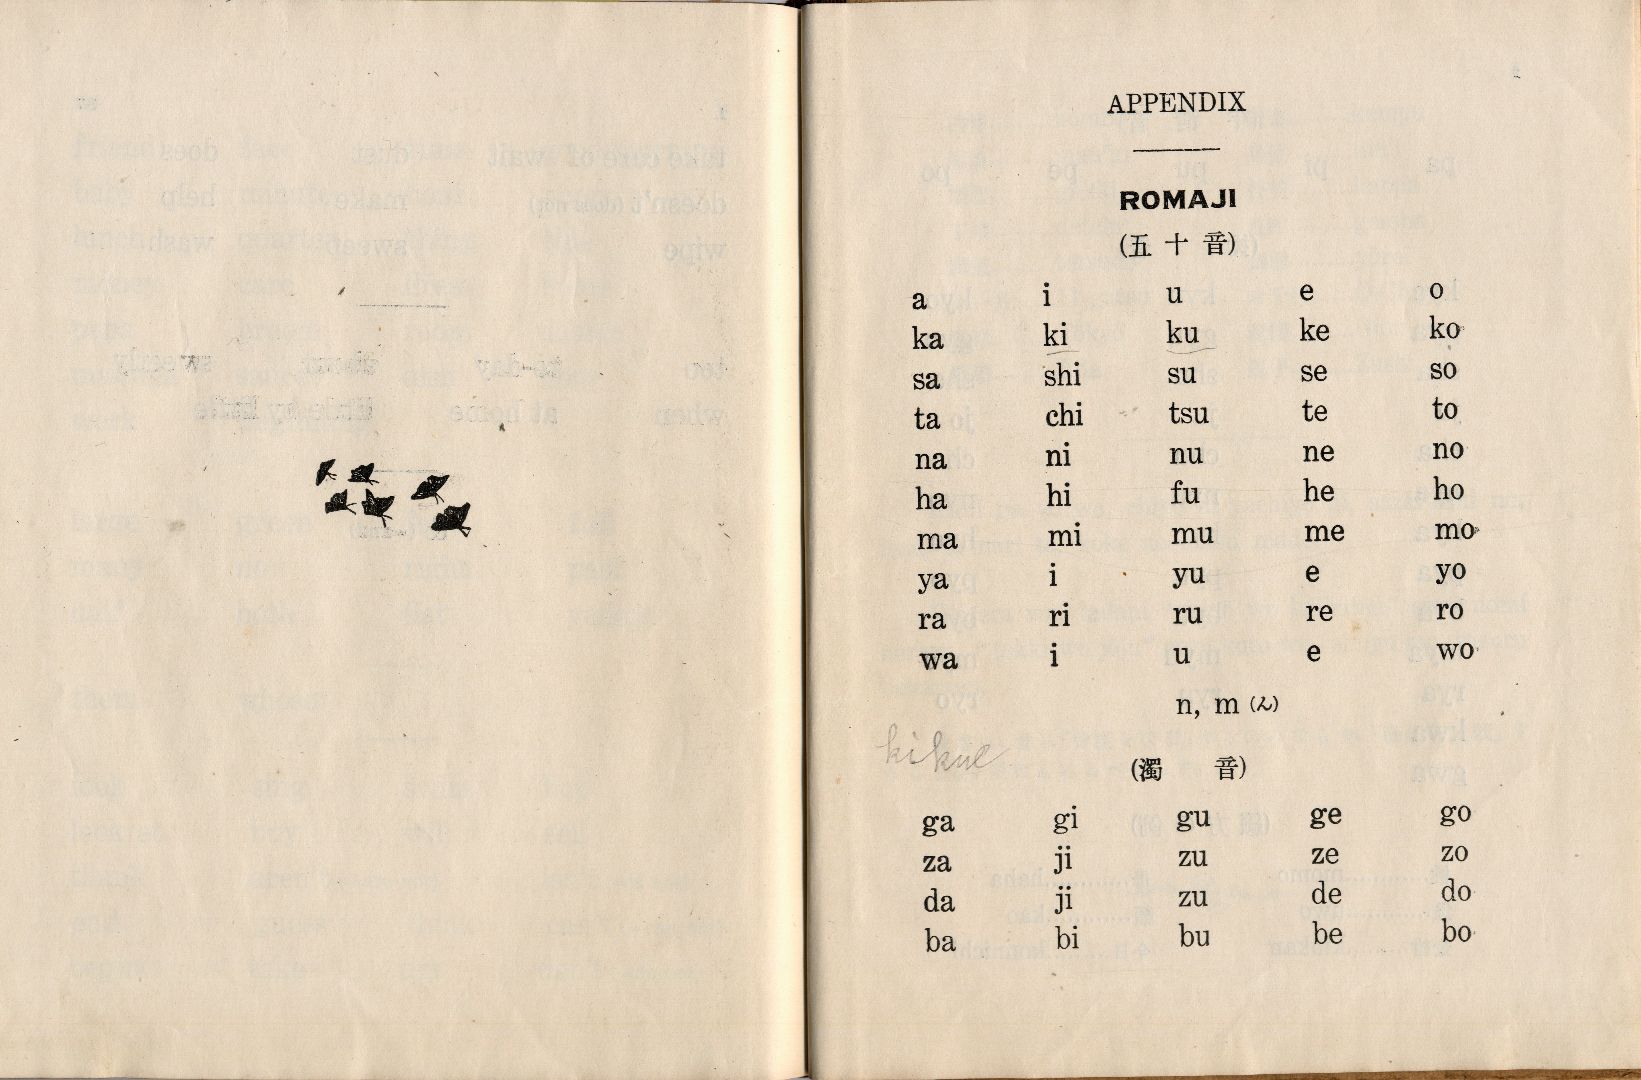 APPENDIX
ROMAJI
(五十音)
a i u e o
ka ki ku ke ko
sa shi su se so
ta chi tsu te to
na ni nu ne no
ha hi fu he ho
ma mi mu me mo
ya i yu e yo
ra ri ru re ro
wa i u e wo
n, m (ん)
kiku
(濁音)
ga gi gu ge go
za ji zu ze zo
da ji zu de do
ba bi bu be bo